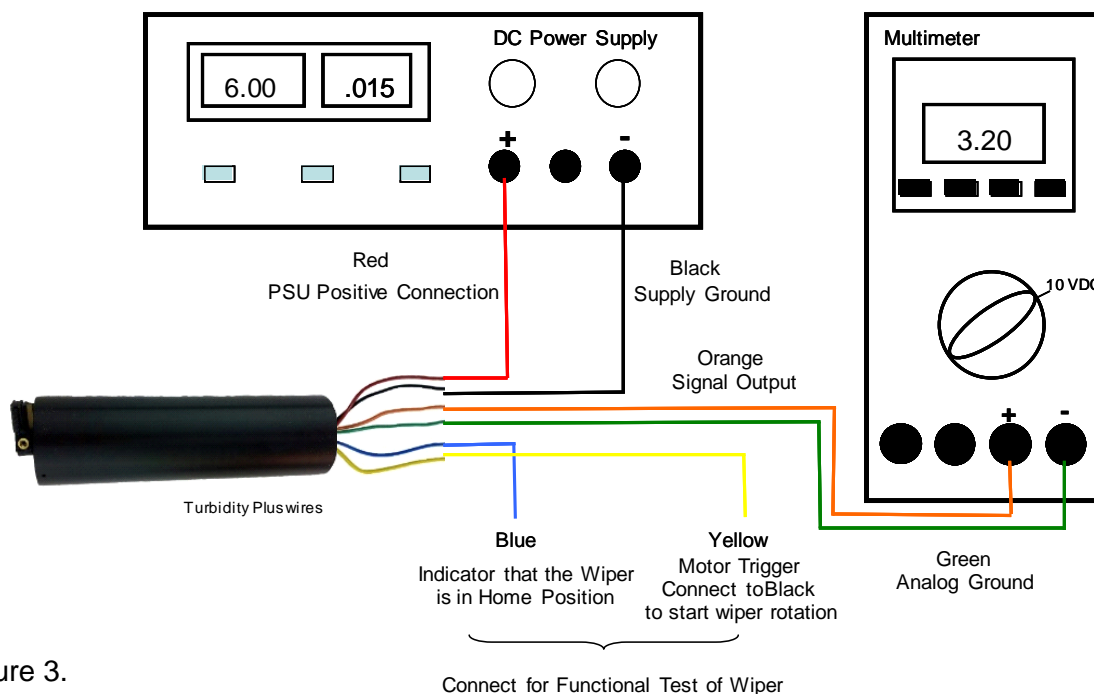 DC Power Supply
6.00
.015
+
-
Multimeter
3.20
10 VDC
+
-
Red
PSU Positive Connection
Black
Supply Ground
Orange
Signal Output
Turbidity Plus wires
Blue
Indicator that the Wiper
is in Home Position
Yellow
Motor Trigger
Connect toBlack
to start wiper rotation
Green
Analog Ground
ure 3.
Connect for Functional Test of Wiper